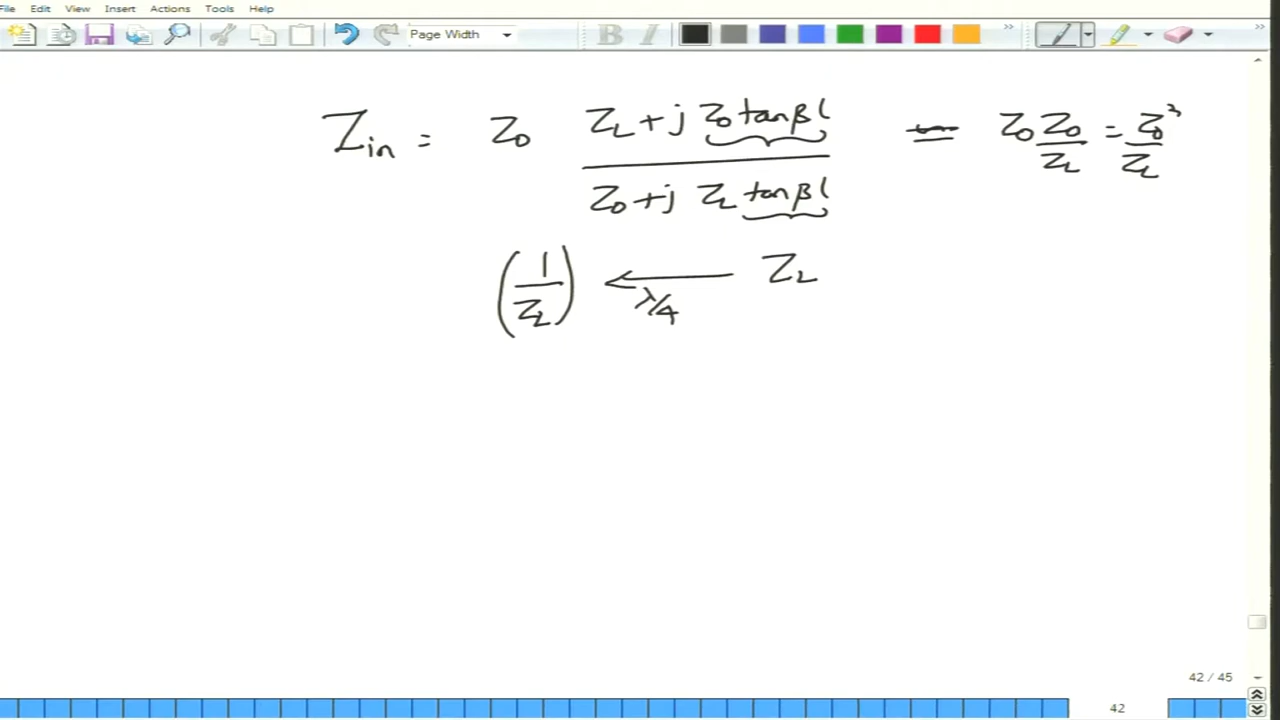 File Edit View Insert Actions Tools Help
Page Width B I
Zin = Z0 (ZL + j Z0 tanβl) / (Z0 + j ZL tanβl) = Z0 Z0/ZL = Z0²/ZL
(1/ZL) ← λ/4 ZL
42 / 45
42